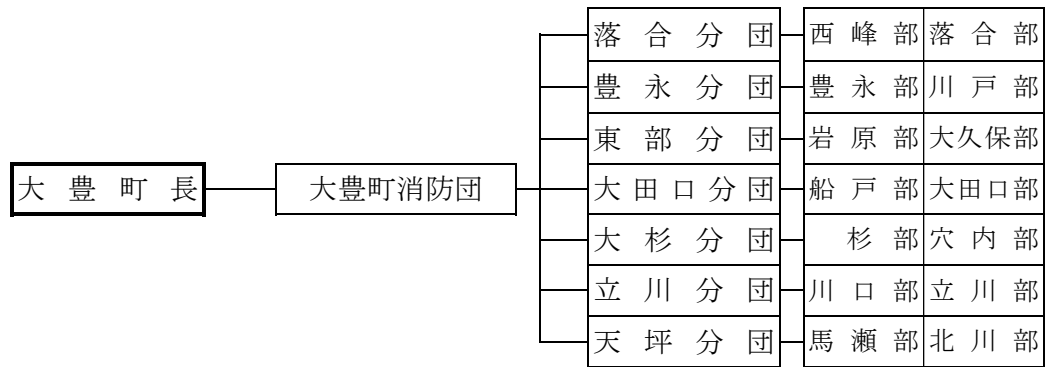 落合分団 西峰部 落合部
豊永分団 豊永部 川戸部
東部分団 岩原部 大久保部
大豊町長 大豊町消防団 大田口分団 船戸部 大田口部
大杉分団 杉部 穴内部
立川分団 川口部 立川部
天坪分団 馬瀬部 北川部